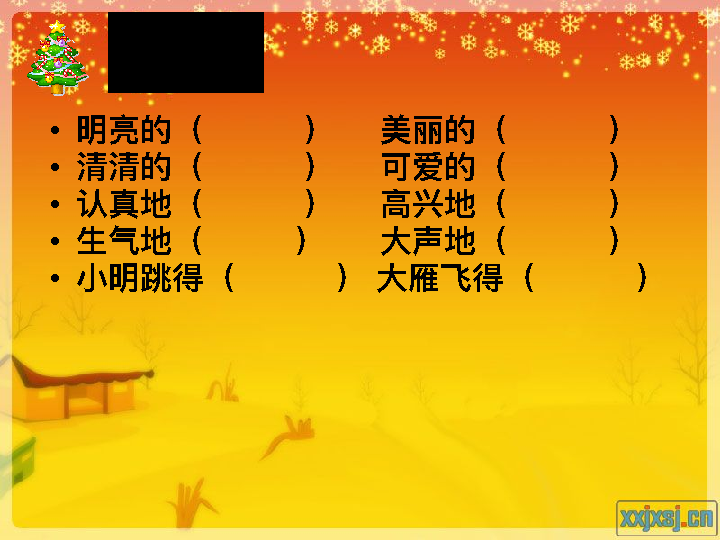 • 明亮的（　　　） 美丽的（　　　）
• 清清的（　　　） 可爱的（　　　）
• 认真地（　　　） 高兴地（　　　）
• 生气地（　　　） 大声地（　　　）
• 小明跳得（　　　） 大雁飞得（　　　）
xxjxsj.cn